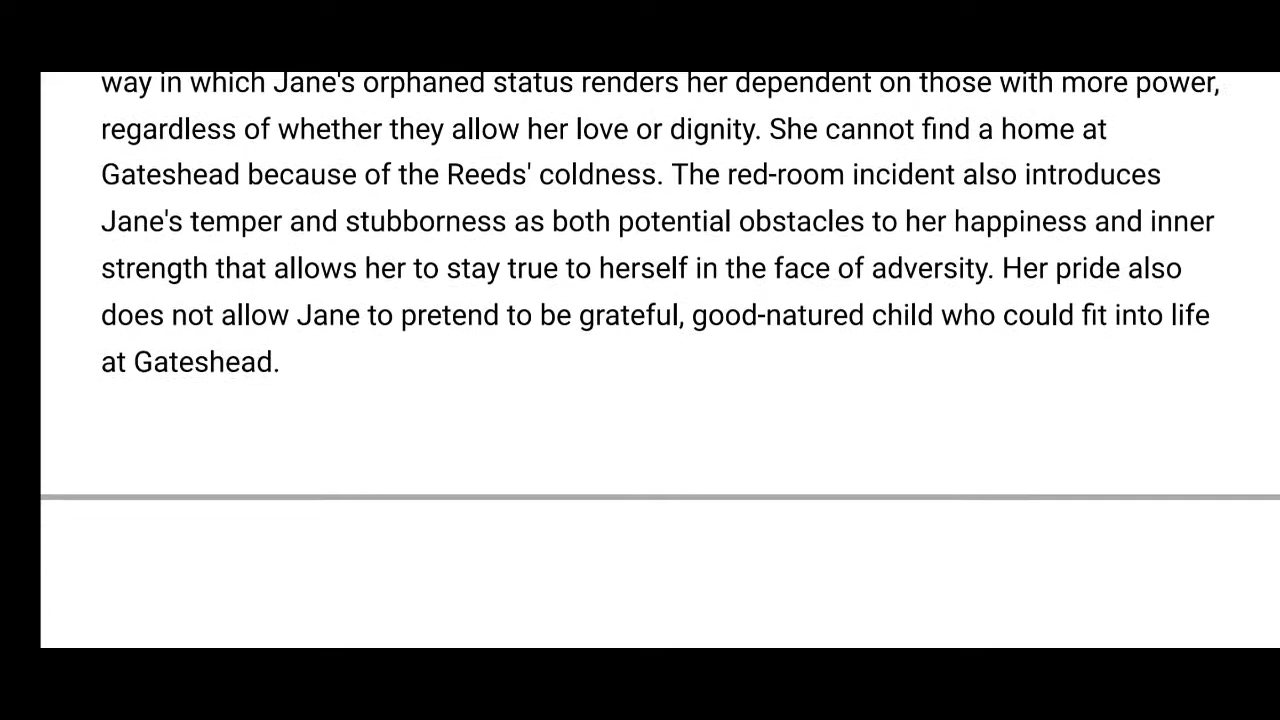 way in which Jane's orphaned status renders her dependent on those with more power,
regardless of whether they allow her love or dignity. She cannot find a home at
Gateshead because of the Reeds' coldness. The red-room incident also introduces
Jane's temper and stubborness as both potential obstacles to her happiness and inner
strength that allows her to stay true to herself in the face of adversity. Her pride also
does not allow Jane to pretend to be grateful, good-natured child who could fit into life
at Gateshead.